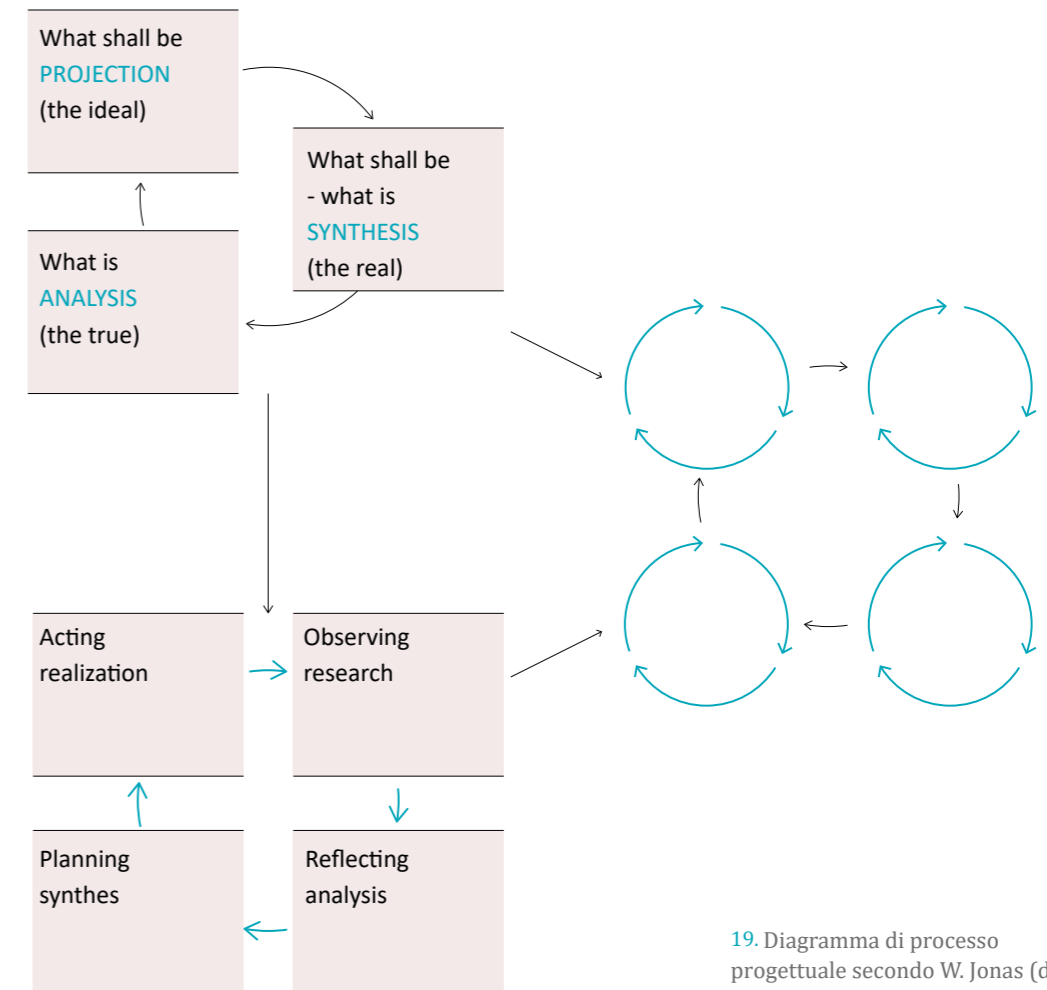 What shall be
PROJECTION
(the ideal)
What shall be
- what is
SYNTHESIS
(the real)
What is
ANALYSIS
(the true)
Acting
realization
Observing
research
Planning
synthes
Reflecting
analysis
19. Diagramma di processo
progettuale secondo W. Jonas (d